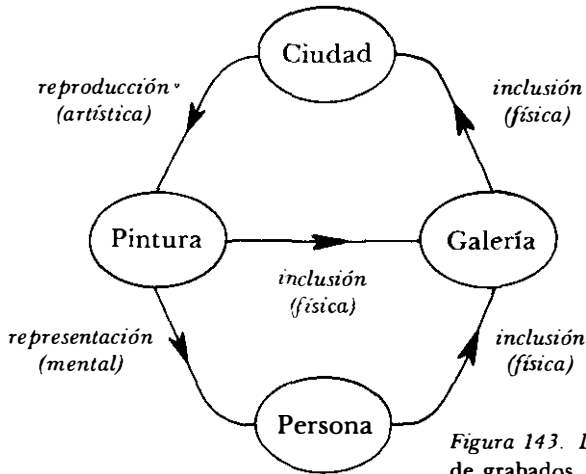 Ciudad
reproducción
(artística)
inclusión
(física)
Pintura
Galería
inclusión
(física)
representación
(mental)
inclusión
(física)
Persona
Figura 143.
de grabados